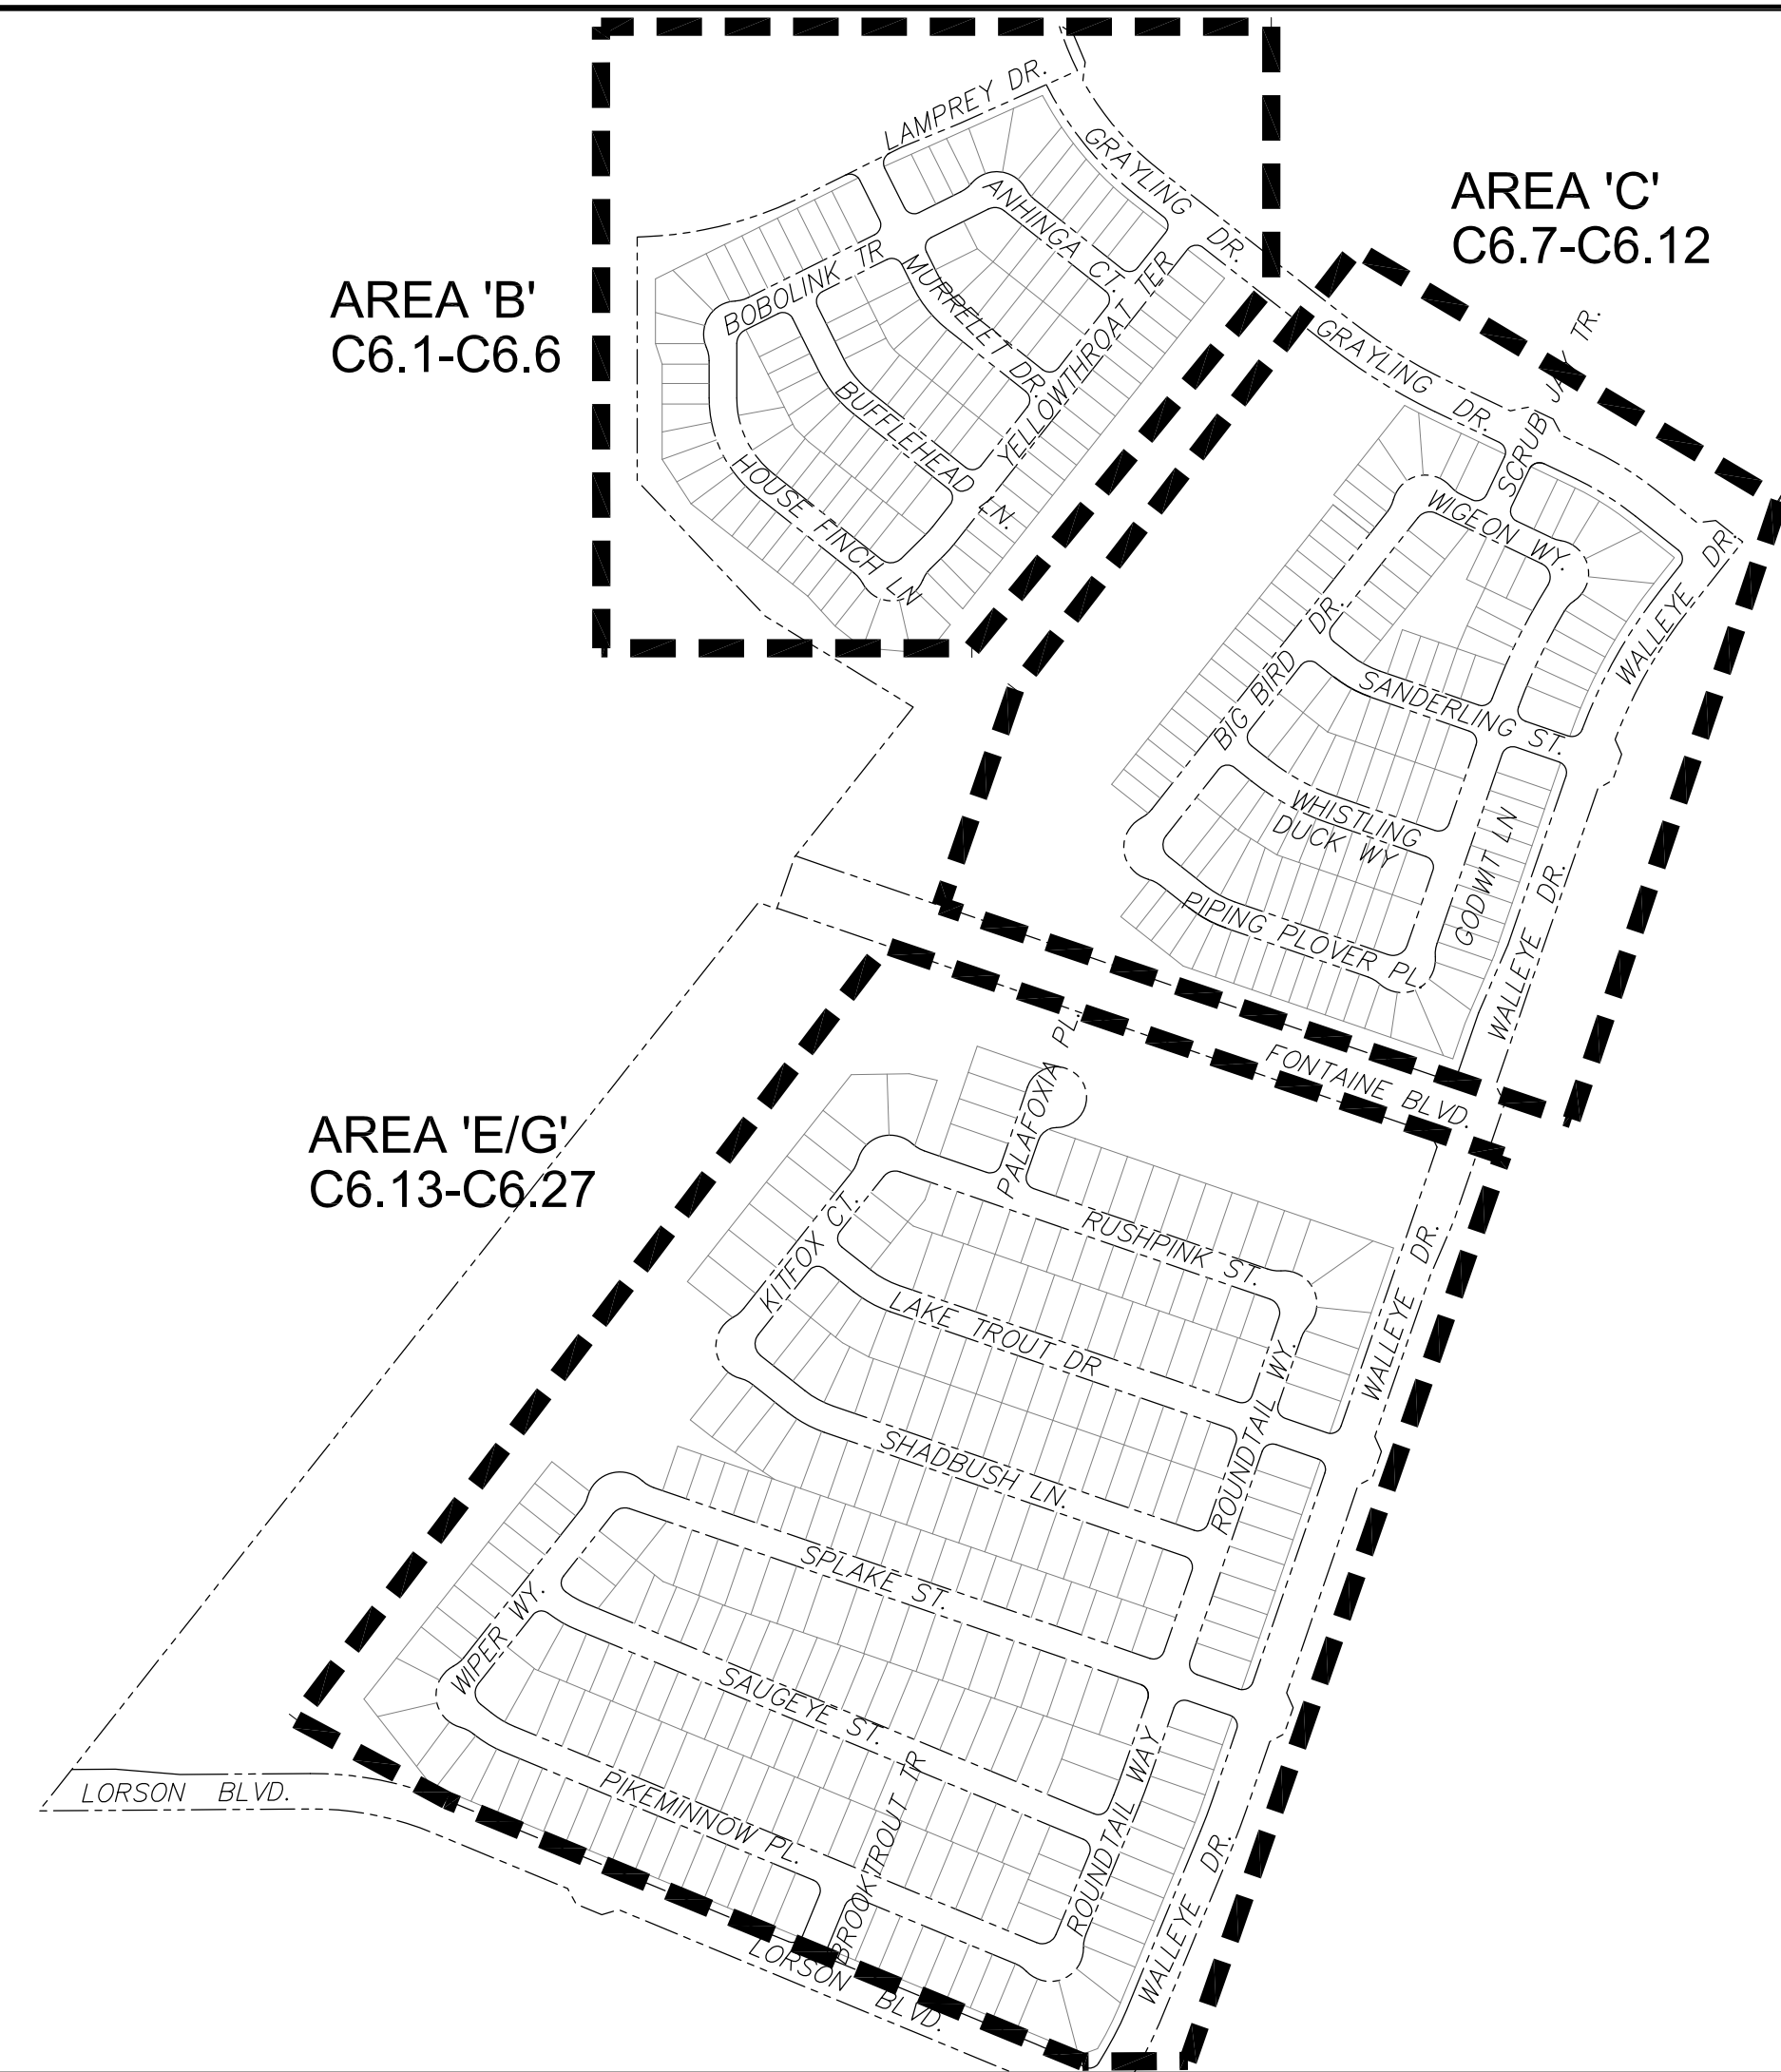 LAMPREY DR.
GRAYLING DR.
AREA 'C'
C6.7-C6.12
ANHINGA CT.
AREA 'B'
C6.1-C6.6
BOBOLINK TR
MURRELET DR.
YELLOWTHROAT TER
GRAYLING DR.
SCRUB JAY TR.
BUFFLEHEAD LN.
HOUSE FINCH LN
WIGEON WY.
WALLEYE DR.
BIG BIRD DR.
SANDERLING ST.
WHISTLING
DUCK WY
GODWIT LN
PIPING PLOVER PL.
WALLEYE DR.
FONTAINE BLVD.
PALAFOXIA PL.
AREA 'E/G'
C6.13-C6.27
KITFOX CT.
RUSHPINK ST.
WALLEYE DR.
LAKE TROUT DR
ROUNDTAIL WY.
SHADBUSH LN.
SPLAKE ST.
WIPER WY.
SAUGEYE ST.
LORSON BLVD.
PIKEMINNOW PL.
BROOK TROUT TR
ROUNDTAIL WAY
WALLEYE DR.
LORSON BLVD.